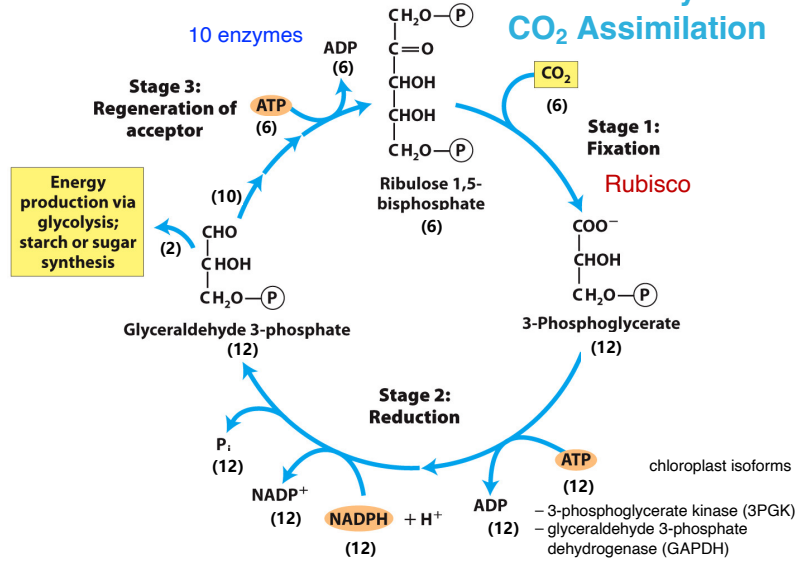 CO₂ Assimilation
10 enzymes
CH₂O—P
C=O
CHOH
CHOH
CH₂O—P
Ribulose 1,5-
bisphosphate
(6)
CO₂
(6)
Stage 1:
Fixation
Rubisco
COO⁻
CHOH
CH₂O—P
3-Phosphoglycerate
(12)
Stage 2:
Reduction
ATP
(12)
ADP
(12)
chloroplast isoforms
– 3-phosphoglycerate kinase (3PGK)
– glyceraldehyde 3-phosphate
dehydrogenase (GAPDH)
NADPH + H⁺
(12)
NADP⁺
(12)
Pᵢ
(12)
CHO
CHOH
CH₂O—P
Glyceraldehyde 3-phosphate
(12)
(2)
Energy
production via
glycolysis;
starch or sugar
synthesis
(10)
Stage 3:
Regeneration of
acceptor
ATP
(6)
ADP
(6)